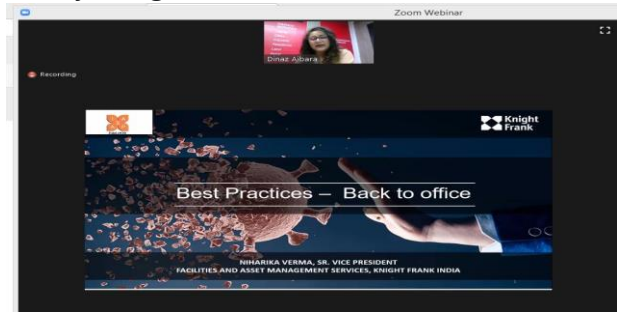 Zoom Webinar
Dinaz Ajbara
Recording
Knight
Frank
Best Practices – Back to office
NIHARIKA VERMA, SR. VICE PRESIDENT
FACILITIES AND ASSET MANAGEMENT SERVICES, KNIGHT FRANK INDIA